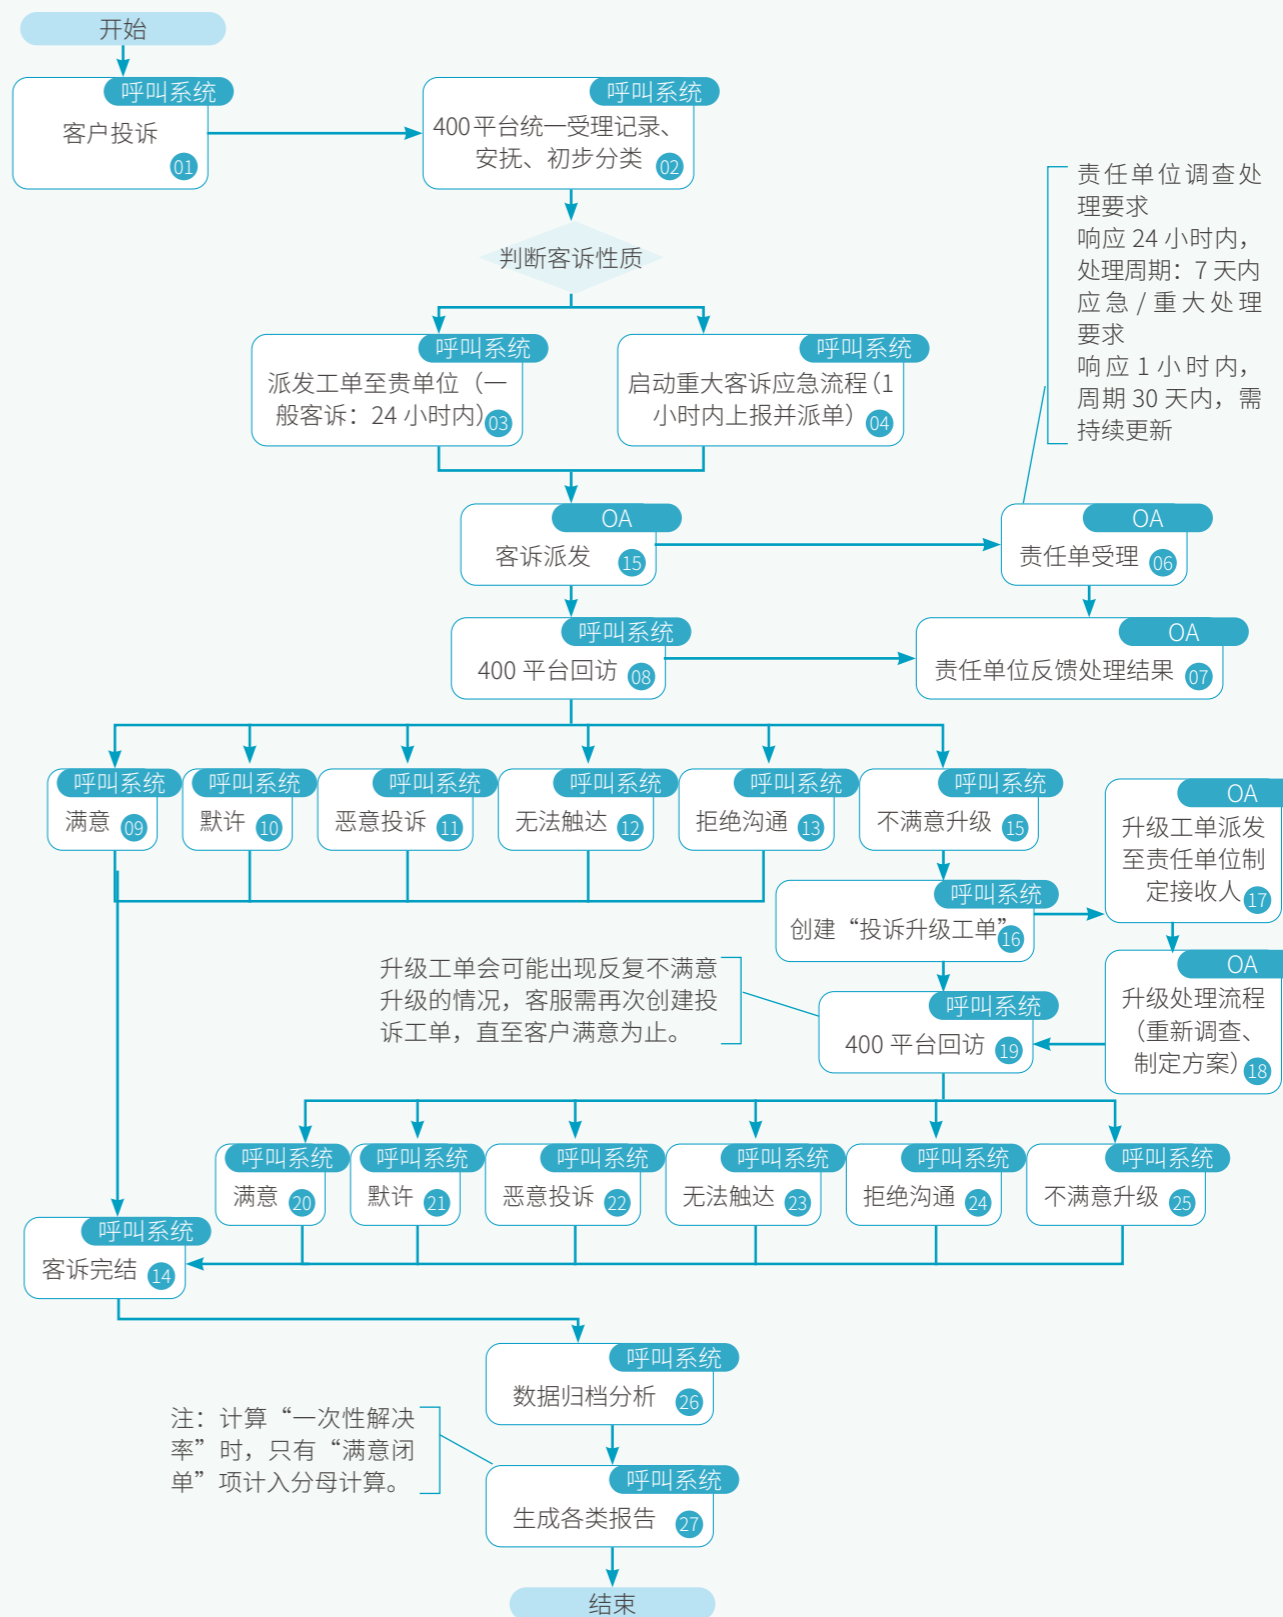 开始
呼叫系统
客户投诉
01
呼叫系统
400 平台统一受理记录、
安抚、初步分类
02
判断客诉性质
责任单位调查处
理要求
响应 24 小时内，
处理周期：7 天内
应急 / 重大处理
要求
响应 1 小时内，
周期 30 天内，需
持续更新
呼叫系统
派发工单至贵单位（一
般客诉：24 小时内）
03
呼叫系统
启动重大客诉应急流程（1
小时内上报并派单）
04
OA
客诉派发
15
OA
责任单受理
06
呼叫系统
400 平台回访
08
OA
责任单位反馈处理结果
07
呼叫系统
满意
09
呼叫系统
默许
10
呼叫系统
恶意投诉
11
呼叫系统
无法触达
12
呼叫系统
拒绝沟通
13
呼叫系统
不满意升级
15
呼叫系统
创建“投诉升级工单”
16
OA
升级工单派发
至责任单位制
定接收人
17
OA
升级处理流程
（重新调查、
制定方案）
18
升级工单会可能出现反复不满意
升级的情况，客服需再次创建投
诉工单，直至客户满意为止。
呼叫系统
400 平台回访
19
呼叫系统
满意
20
呼叫系统
默许
21
呼叫系统
恶意投诉
22
呼叫系统
无法触达
23
呼叫系统
拒绝沟通
24
呼叫系统
不满意升级
25
呼叫系统
客诉完结
14
呼叫系统
数据归档分析
26
注：计算“一次性解决
率”时，只有“满意闭
单”项计入分母计算。
呼叫系统
生成各类报告
27
结束